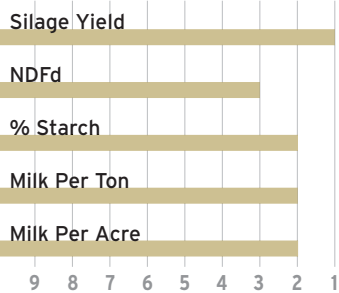 Silage Yield
NDFd
% Starch
Milk Per Ton
Milk Per Acre
9 8 7 6 5 4 3 2 1